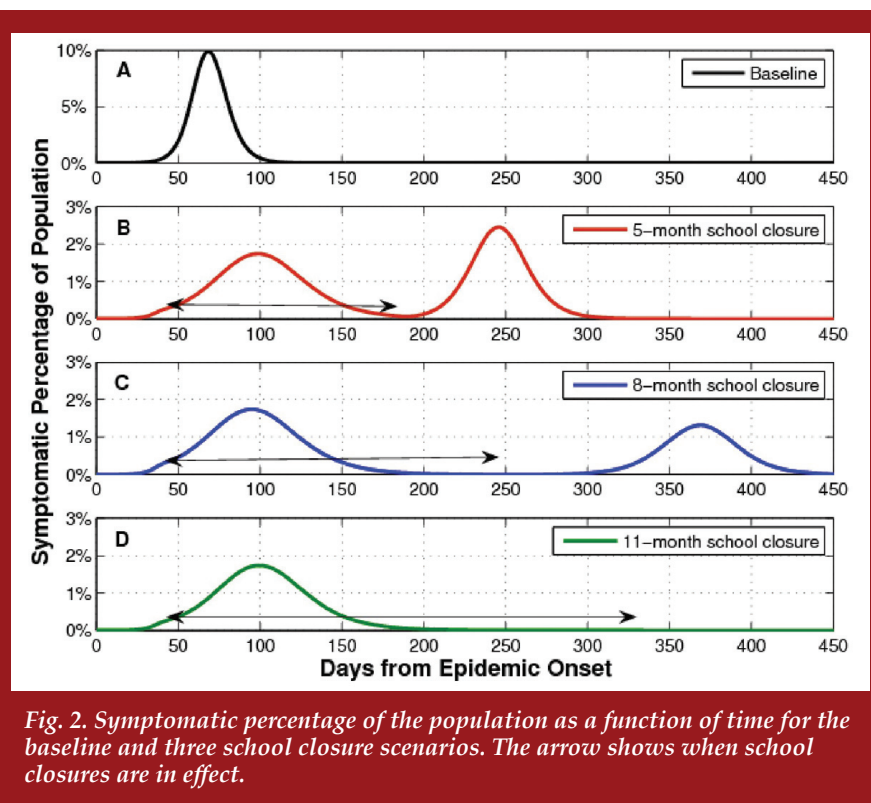 Symptomatic Percentage of Population
10%
5%
0%
A
Baseline
0 50 100 150 200 250 300 350 400 450
3%
2%
1%
0%
B
5-month school closure
0 50 100 150 200 250 300 350 400 450
3%
2%
1%
0%
C
8-month school closure
0 50 100 150 200 250 300 350 400 450
3%
2%
1%
0%
D
11-month school closure
0 50 100 150 200 250 300 350 400 450
Days from Epidemic Onset
Fig. 2. Symptomatic percentage of the population as a function of time for the
baseline and three school closure scenarios. The arrow shows when school
closures are in effect.